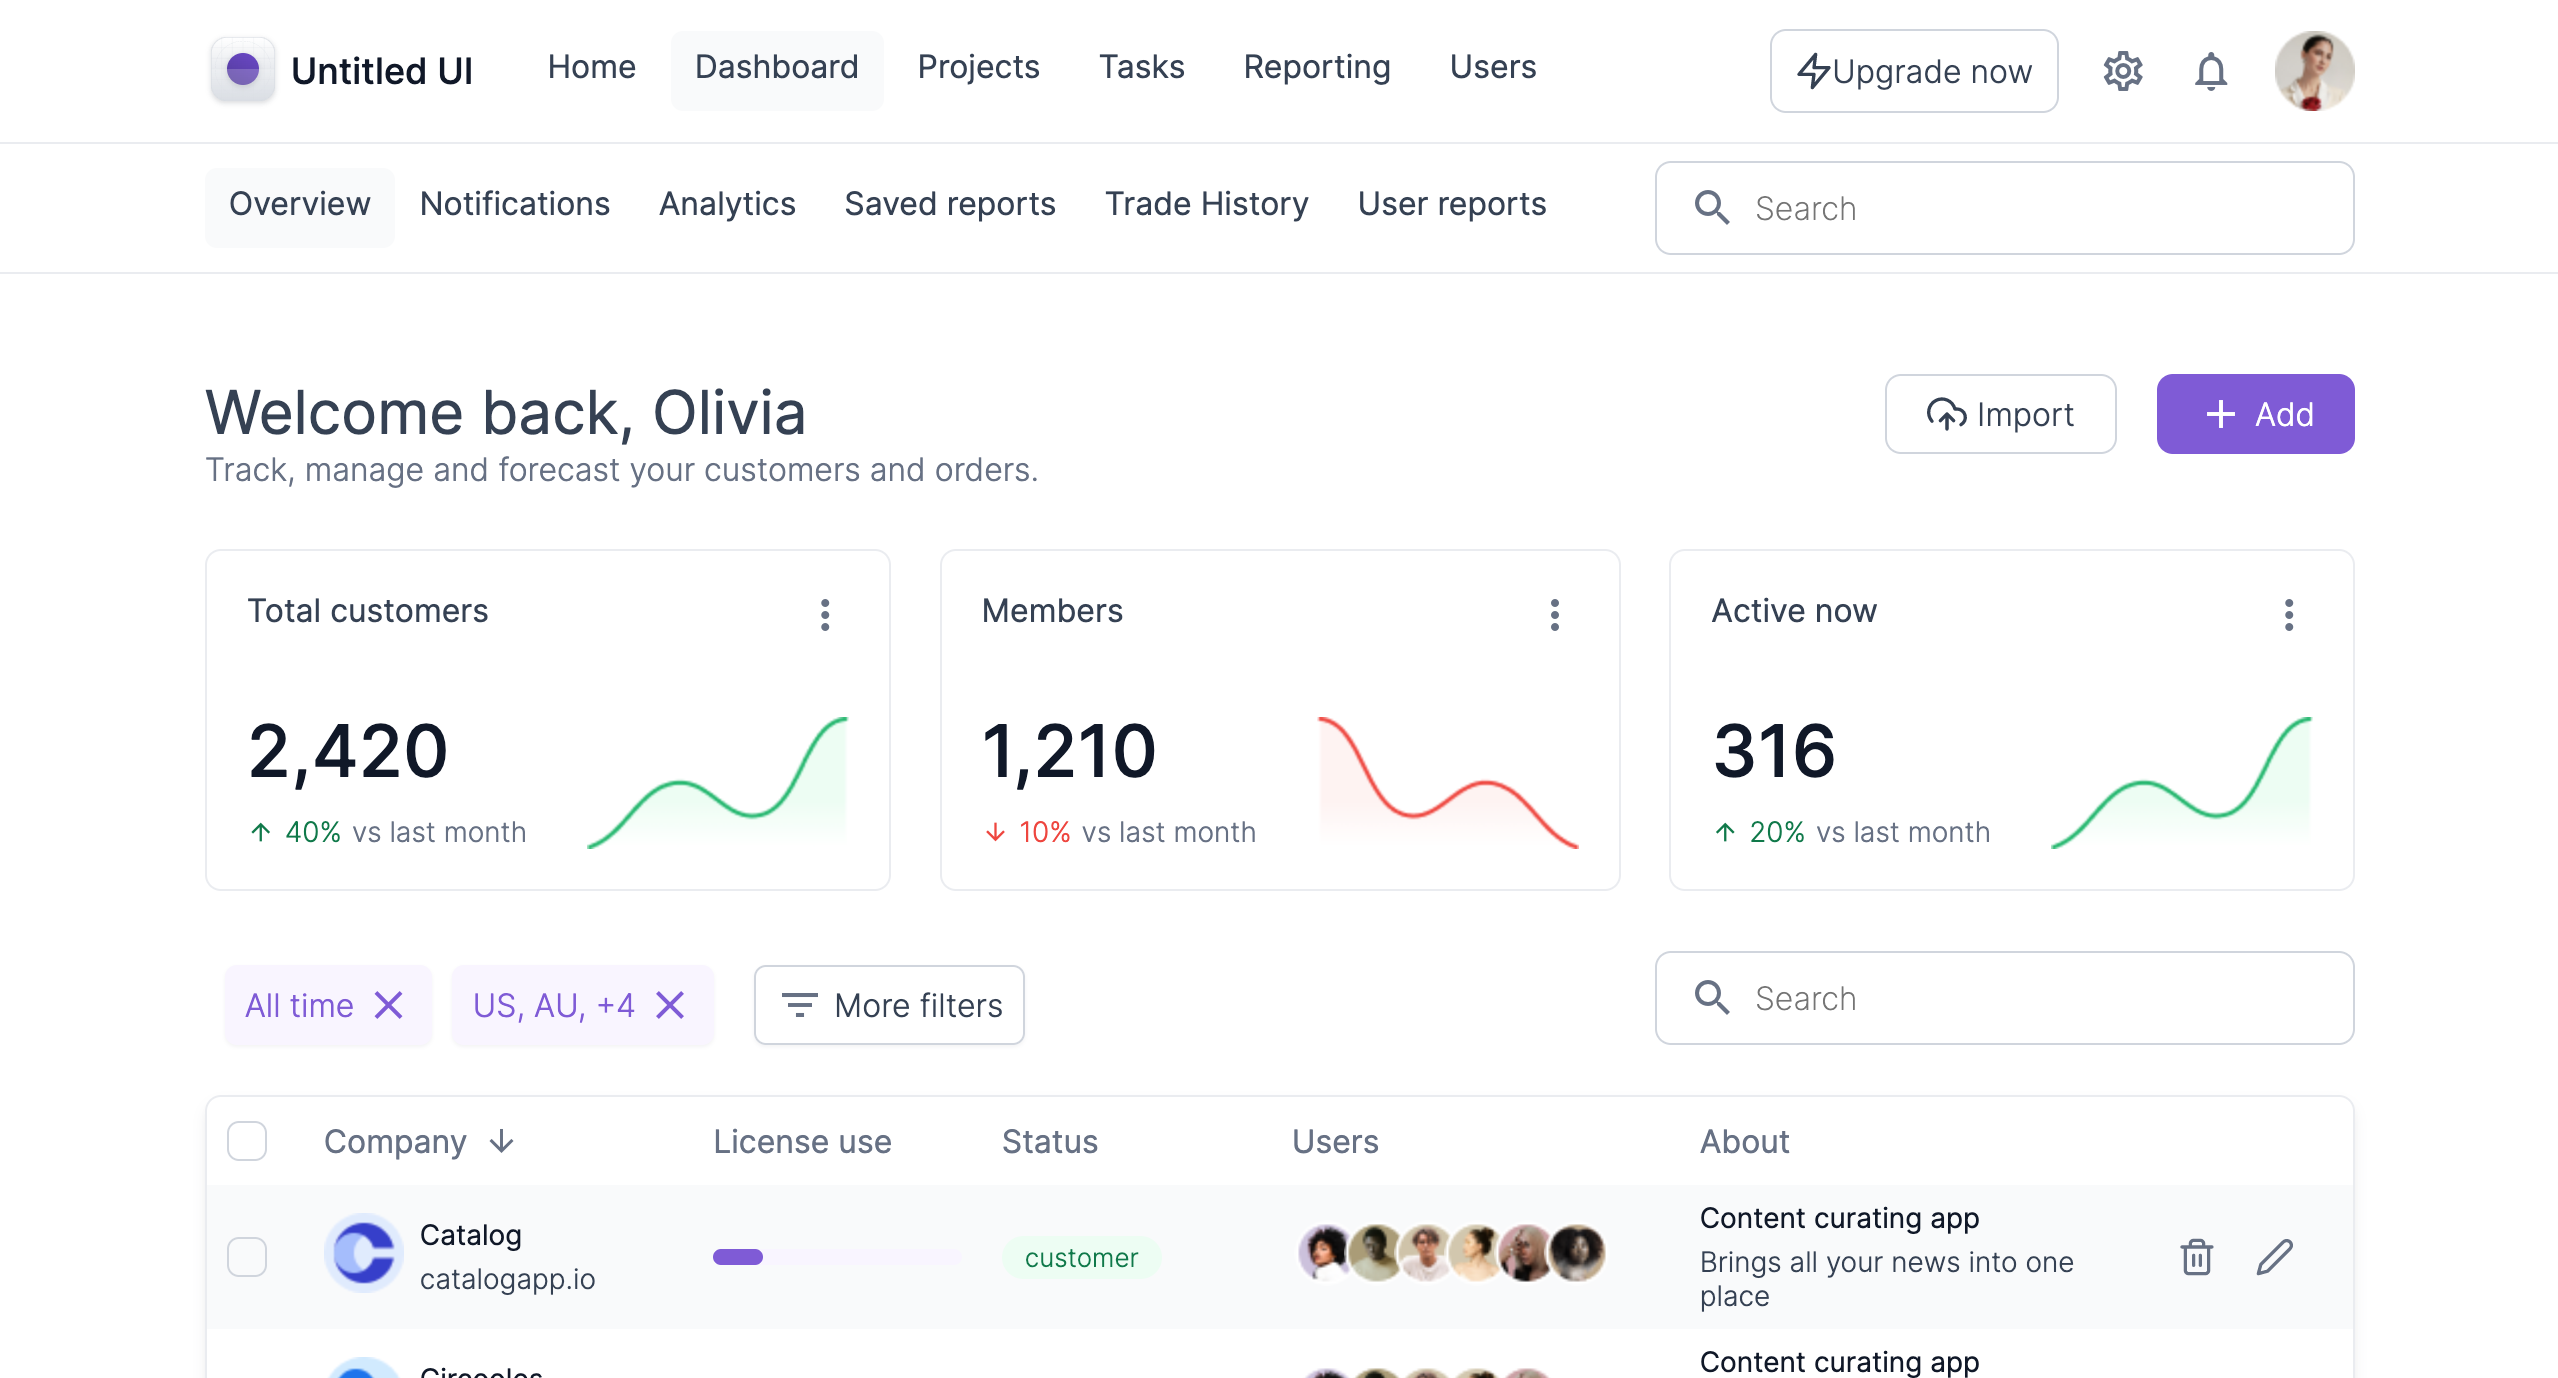 Untitled UI
Home
Dashboard
Projects
Tasks
Reporting
Users
Upgrade now
Overview
Notifications
Analytics
Saved reports
Trade History
User reports
Search
Welcome back, Olivia
Track, manage and forecast your customers and orders.
Import
Add
Total customers
2,420
40% vs last month
Members
1,210
10% vs last month
Active now
316
20% vs last month
All time
US, AU, +4
More filters
Search
Company
License use
Status
Users
About
Catalog
catalogapp.io
customer
Content curating app
Brings all your news into one
place
Content curating app